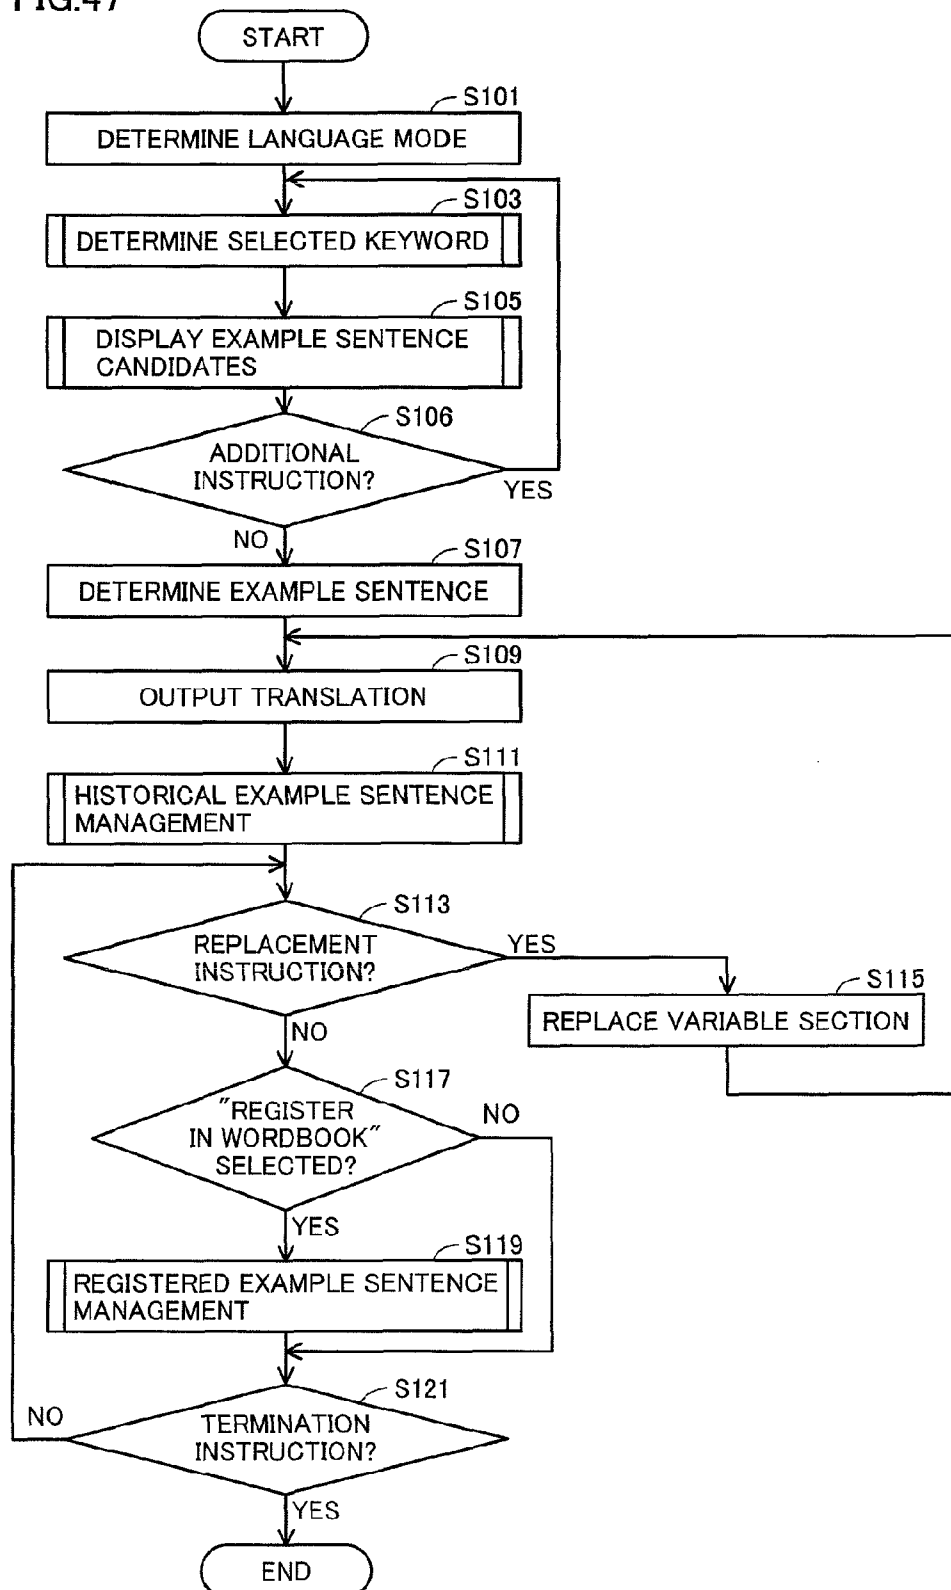 FIG.47
START
S101
DETERMINE LANGUAGE MODE
S103
DETERMINE SELECTED KEYWORD
S105
DISPLAY EXAMPLE SENTENCE
CANDIDATES
S106
ADDITIONAL
INSTRUCTION?
YES
NO
S107
DETERMINE EXAMPLE SENTENCE
S109
OUTPUT TRANSLATION
S111
HISTORICAL EXAMPLE SENTENCE
MANAGEMENT
S113
REPLACEMENT
INSTRUCTION?
YES
S115
REPLACE VARIABLE SECTION
NO
S117
"REGISTER
IN WORDBOOK"
SELECTED?
NO
YES
S119
REGISTERED EXAMPLE SENTENCE
MANAGEMENT
S121
TERMINATION
INSTRUCTION?
NO
YES
END